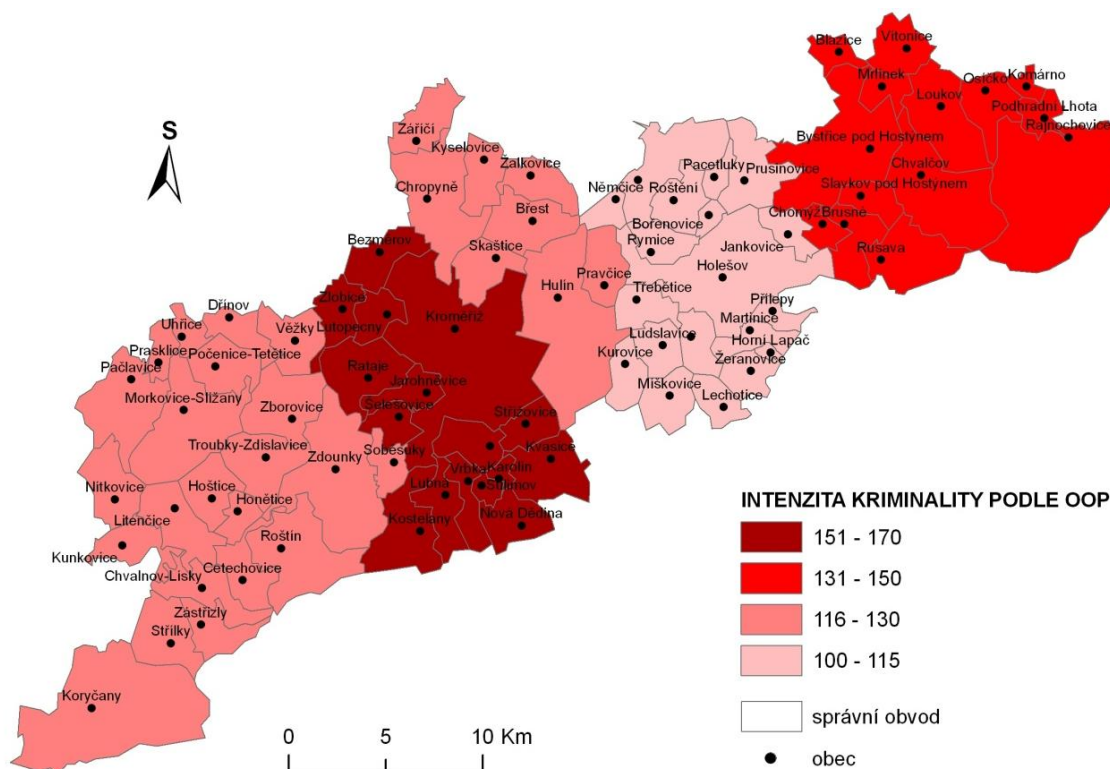 Blazice
Vitonice
Mrlínek
Osíčko
Komárno
Loukov
Podhradní Lhota
Rajnochovice
Zářičí
Kyselovice
Bystřice pod Hostýnem
S
Žalkovice
Pacetluky
Prusinovice
Chvalčov
Němčice
Roštění
Slavkov pod Hostýnem
Chropyně
Břest
Bořenovice
Chomýž
Brusné
Bezměrov
Skaštice
Rymice
Jankovice
Rusava
Holešov
Hulín
Pravčice
Třebětice
Zlobice
Dřínov
Přílepy
Lutopecny
Kroměříž
Martinice
Uhřice
Věžky
Ludslavice
Horní Lapač
Prasklice
Počenice-Tetětice
Kurovice
Žeranovice
Pačlavice
Rataje
Jarohněvice
Miškovice
Lechotice
Morkovice-Slížany
Zborovice
Šelešovice
Střížovice
Troubky-Zdislavice
Zdounky
Soběsuky
Kvasice
Vrbka
Karolín
Nitkovice
Hoštice
Lubná
Sulimov
Honětice
INTENZITA KRIMINALITY PODLE OOP
Litenčice
Kostelany
Nová Dědina
151 - 170
Roštín
Kunkovice
131 - 150
Chvalnov-Lísky
Cetechovice
116 - 130
Zástřizly
Střílky
100 - 115
Koryčany
správní obvod
0 5 10 Km
obec